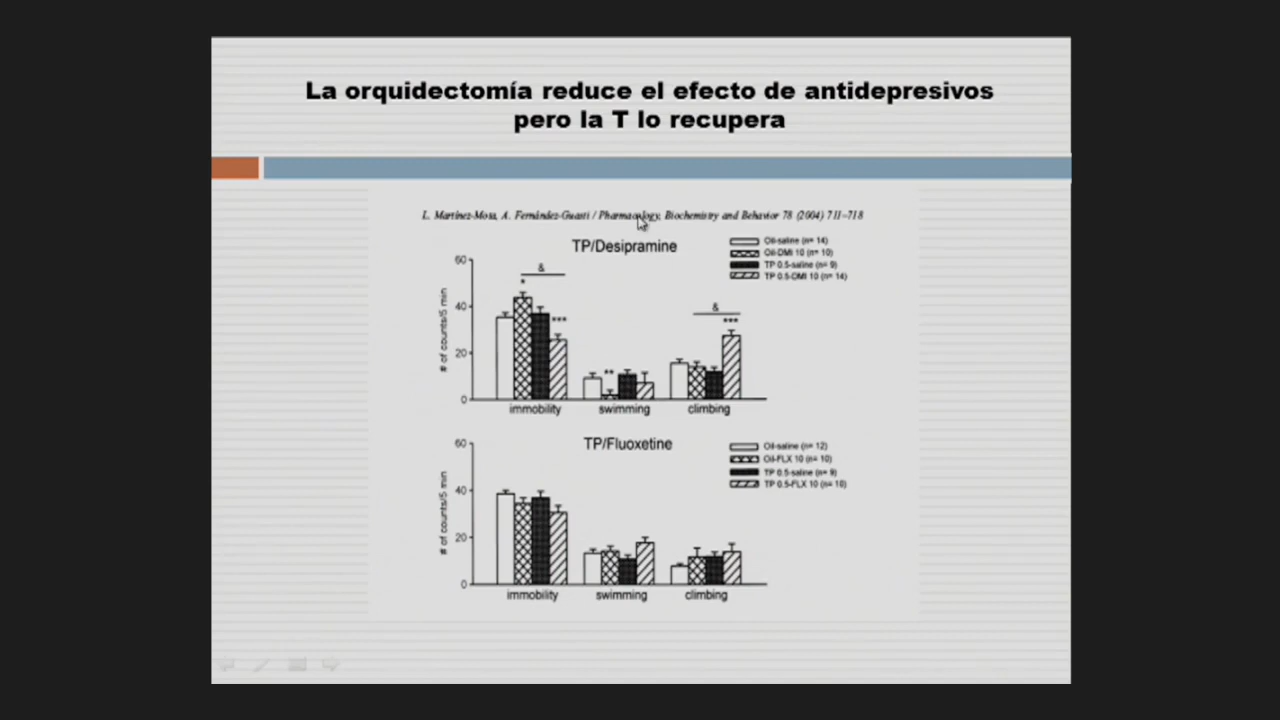 La orquidectomía reduce el efecto de antidepresivos
pero la T lo recupera
L. Martínez-Mota, A. Fernández-Guasti / Pharmacology, Biochemistry and Behavior 78 (2004) 711–718
TP/Desipramine
Oil-saline (n= 14)
Oil-DMI 10 (n= 10)
TP 0.5-saline (n= 9)
TP 0.5-DMI 10 (n= 14)
# of counts/5 min
60
40
20
0
&
*
***
**
&
***
immobility swimming climbing
TP/Fluoxetine
Oil-saline (n= 12)
Oil-FLX 10 (n= 10)
TP 0.5-saline (n= 9)
TP 0.5-FLX 10 (n= 10)
# of counts/5 min
60
40
20
0
immobility swimming climbing